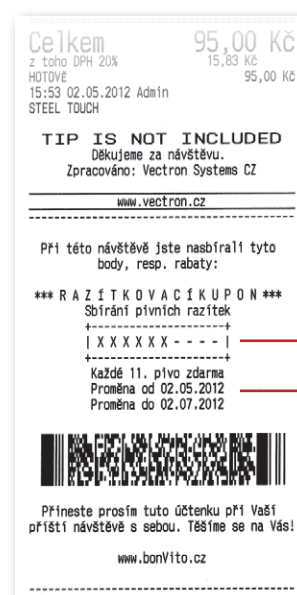 Celkem 95,00 Kč
z toho DPH 20% 15,83 Kč
HOTOVĚ 95,00 Kč
15:53 02.05.2012 Admin
STEEL TOUCH
TIP IS NOT INCLUDED
Děkujeme za návštěvu.
Zpracováno: Vectron Systems CZ
www.vectron.cz
Při této návštěvě jste nasbírali tyto
body, resp. rabaty:
*** R A Z Í T K O V A C Í K U P O N ***
Sbírání pivních razítek
+---------------------+
| X X X X X X - - - - |
+---------------------+
Každé 11. pivo zdarma
Proměna od 02.05.2012
Proměna do 02.07.2012
Přineste prosím tuto účtenku při Vaší
příští návštěvě s sebou. Těšíme se na Vás!
www.bonVito.cz